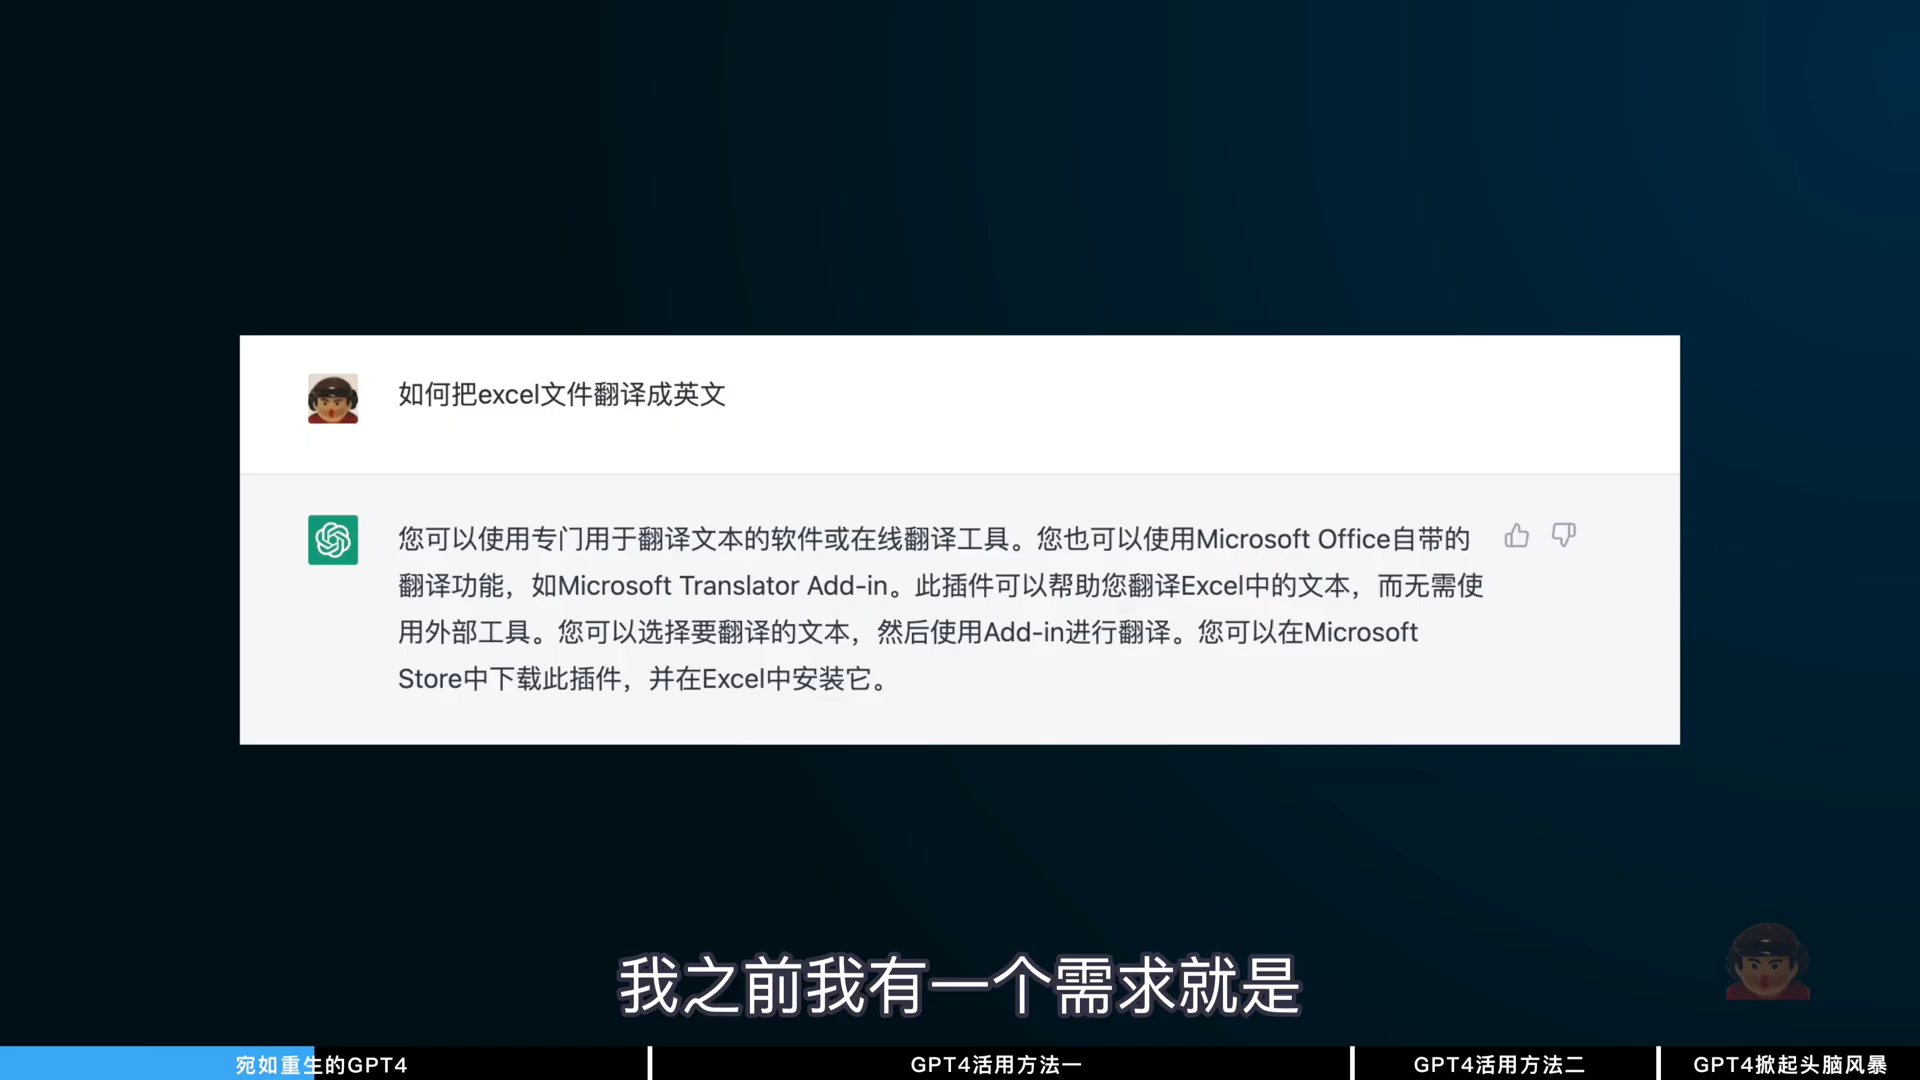 如何把excel文件翻译成英文
您可以使用专门用于翻译文本的软件或在线翻译工具。您也可以使用Microsoft Office自带的
翻译功能，如Microsoft Translator Add-in。此插件可以帮助您翻译Excel中的文本，而无需使
用外部工具。您可以选择要翻译的文本，然后使用Add-in进行翻译。您可以在Microsoft
Store中下载此插件，并在Excel中安装它。
我之前我有一个需求就是
宛如重生的GPT4
GPT4活用方法一
GPT4活用方法二
GPT4掀起头脑风暴